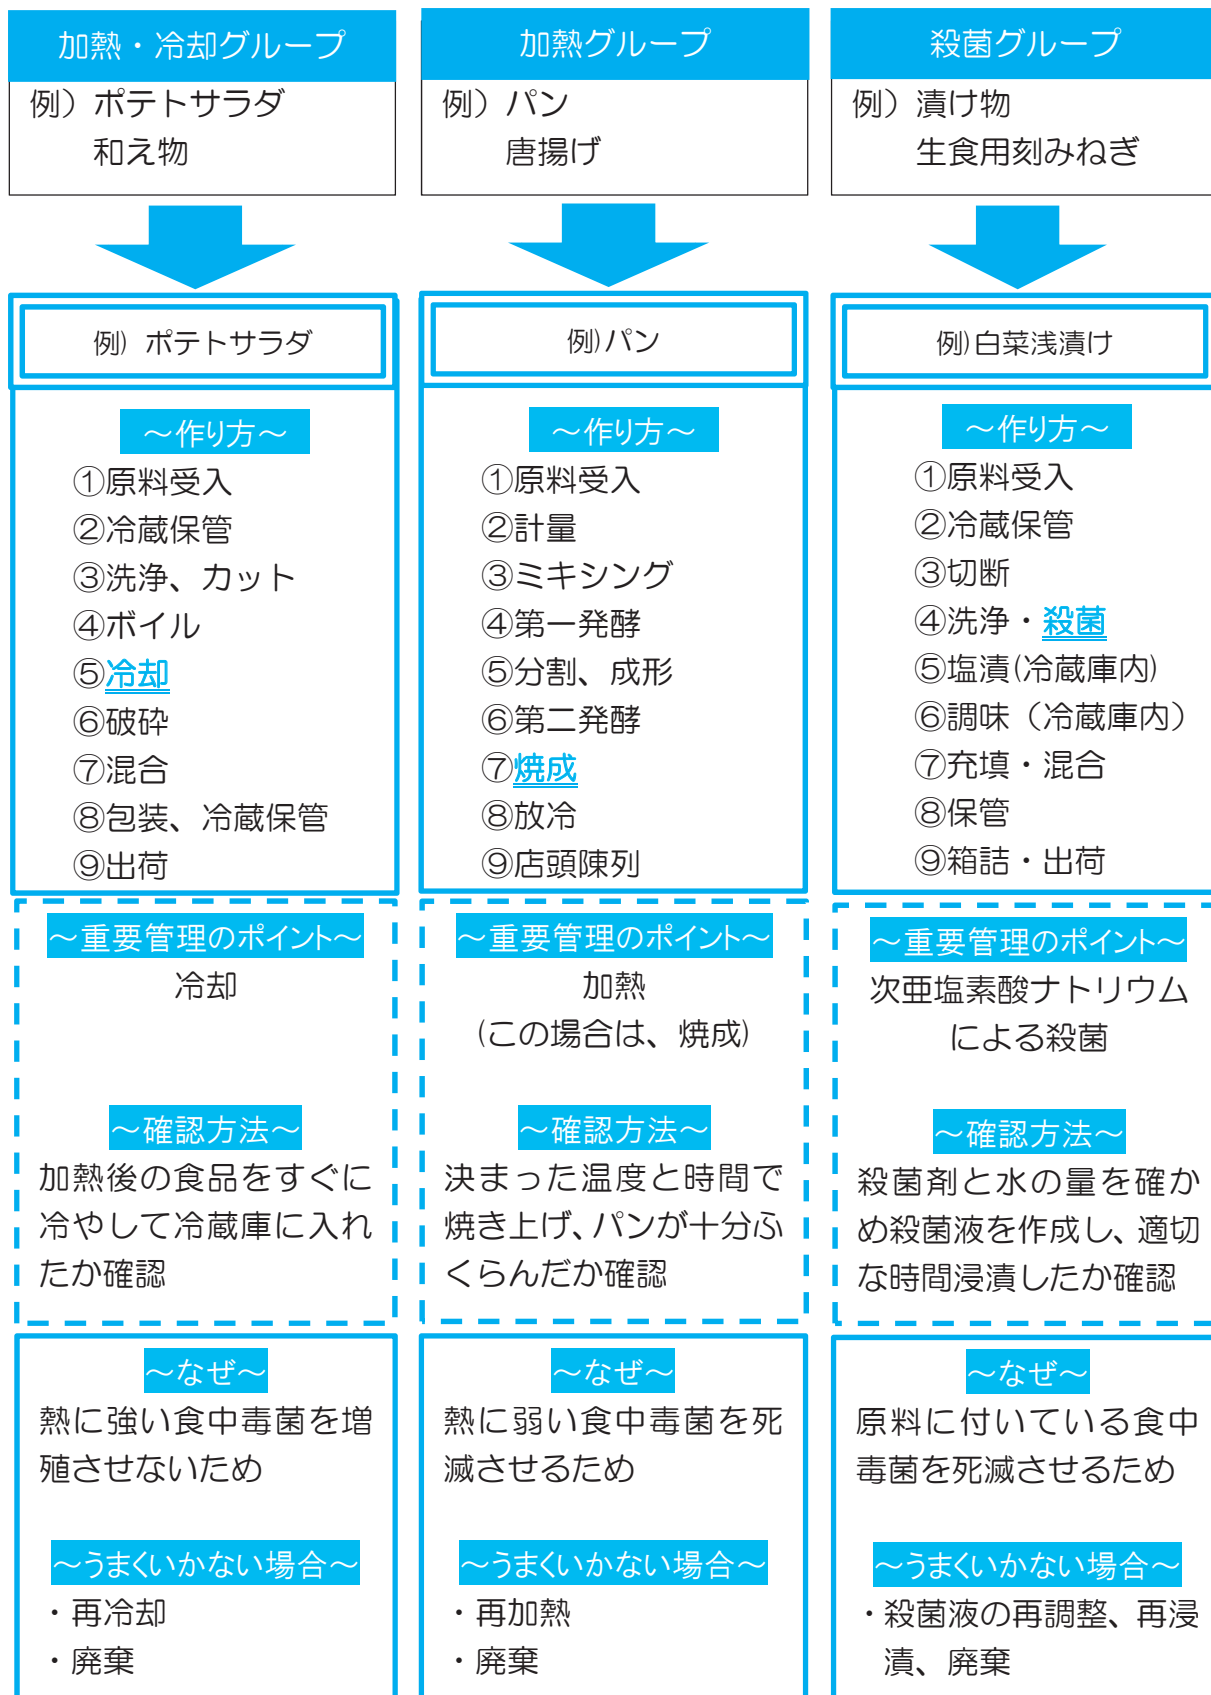 加熱・冷却グループ
例）ポテトサラダ
和え物
例）ポテトサラダ
～作り方～
①原料受入
②冷蔵保管
③洗浄、カット
④ボイル
⑤冷却
⑥破砕
⑦混合
⑧包装、冷蔵保管
⑨出荷
～重要管理のポイント～
冷却
～確認方法～
加熱後の食品をすぐに
冷やして冷蔵庫に入れ
たか確認
～なぜ～
熱に強い食中毒菌を増
殖させないため
～うまくいかない場合～
・再冷却
・廃棄
加熱グループ
例）パン
唐揚げ
例)パン
～作り方～
①原料受入
②計量
③ミキシング
④第一発酵
⑤分割、成形
⑥第二発酵
⑦焼成
⑧放冷
⑨店頭陳列
～重要管理のポイント～
加熱
(この場合は、焼成)
～確認方法～
決まった温度と時間で
焼き上げ、パンが十分ふ
くらんだか確認
～なぜ～
熱に弱い食中毒菌を死
滅させるため
～うまくいかない場合～
・再加熱
・廃棄
殺菌グループ
例）漬け物
生食用刻みねぎ
例)白菜浅漬け
～作り方～
①原料受入
②冷蔵保管
③切断
④洗浄・殺菌
⑤塩漬(冷蔵庫内)
⑥調味（冷蔵庫内）
⑦充填・混合
⑧保管
⑨箱詰・出荷
～重要管理のポイント～
次亜塩素酸ナトリウム
による殺菌
～確認方法～
殺菌剤と水の量を確か
め殺菌液を作成し、適切
な時間浸漬したか確認
～なぜ～
原料に付いている食中
毒菌を死滅させるため
～うまくいかない場合～
・殺菌液の再調整、再浸
漬、廃棄